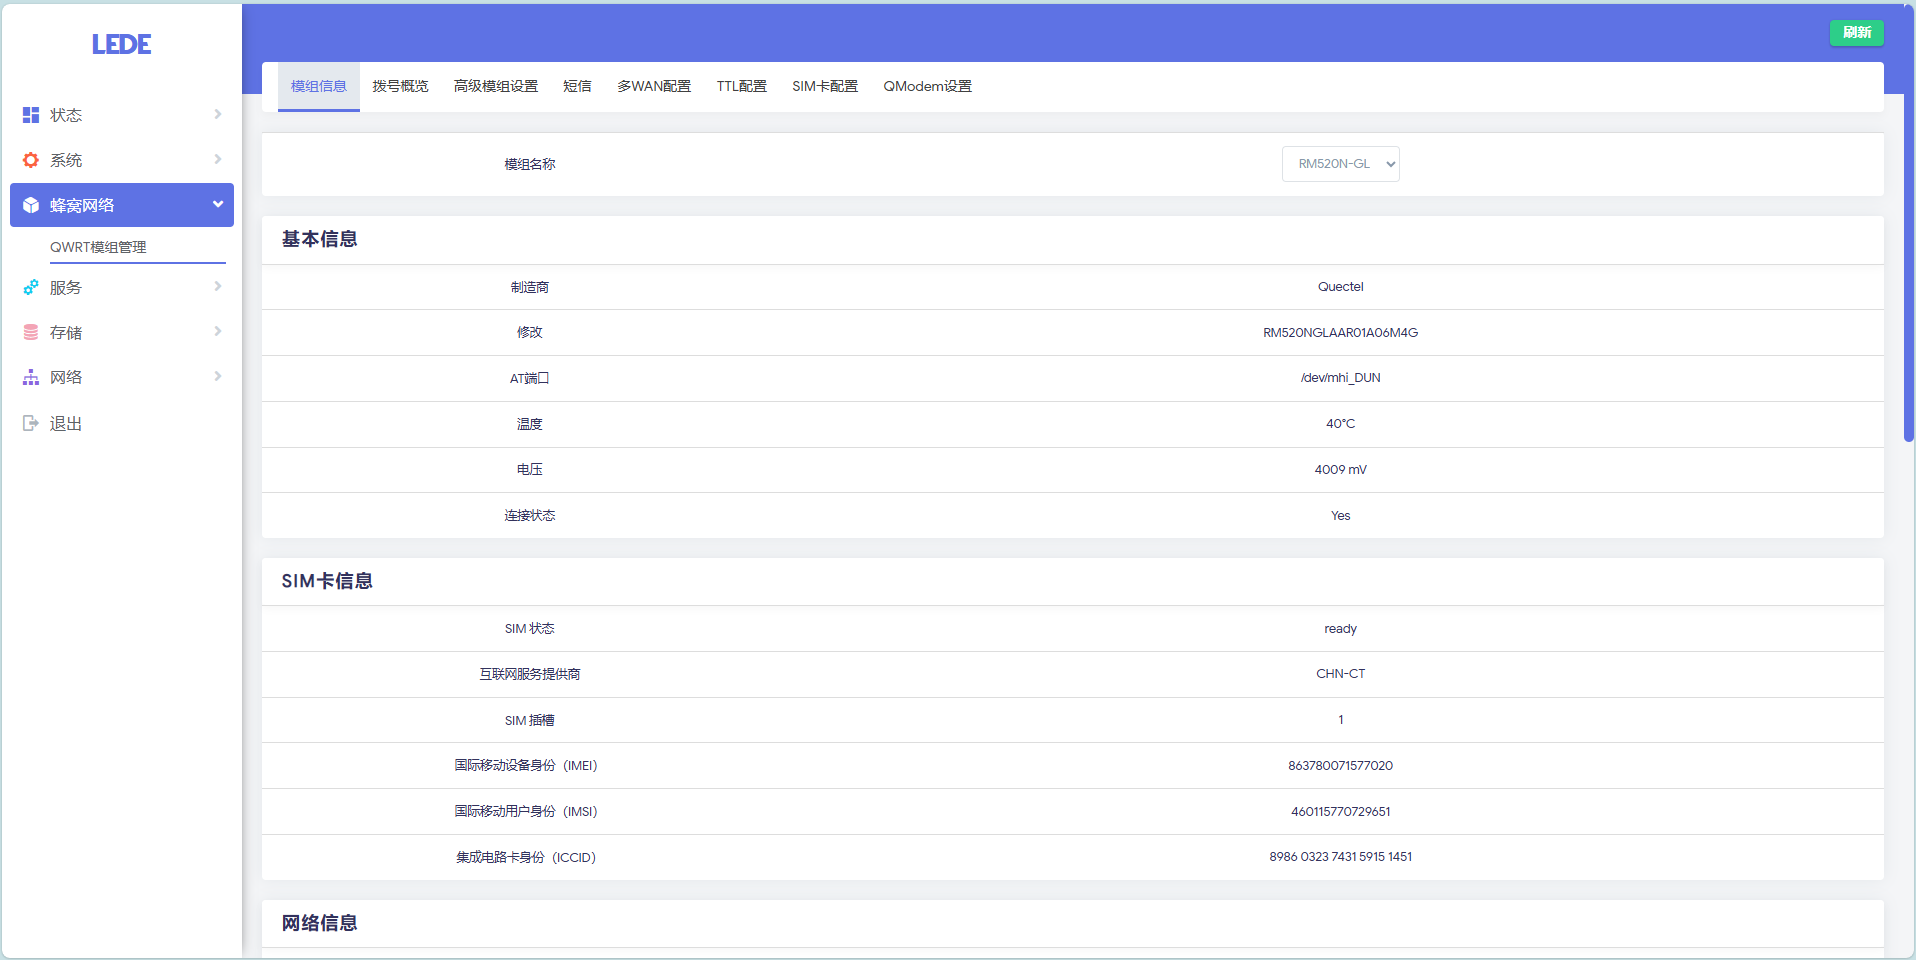 LEDE
状态
系统
蜂窝网络
QWRT模组管理
服务
存储
网络
退出
刷新
模组信息 拨号概览 高级模组设置 短信 多WAN配置 TTL配置 SIM卡配置 QModem设置
模组名称 RM520N-GL
基本信息
制造商 Quectel
修改 RM520NGLAAR01A06M4G
AT端口 /dev/mhi_DUN
温度 40°C
电压 4009 mV
连接状态 Yes
SIM卡信息
SIM 状态 ready
互联网服务提供商 CHN-CT
SIM 插槽 1
国际移动设备身份（IMEI） 863780071577020
国际移动用户身份（IMSI） 460115770729651
集成电路卡身份（ICCID） 8986 0323 7431 5915 1451
网络信息